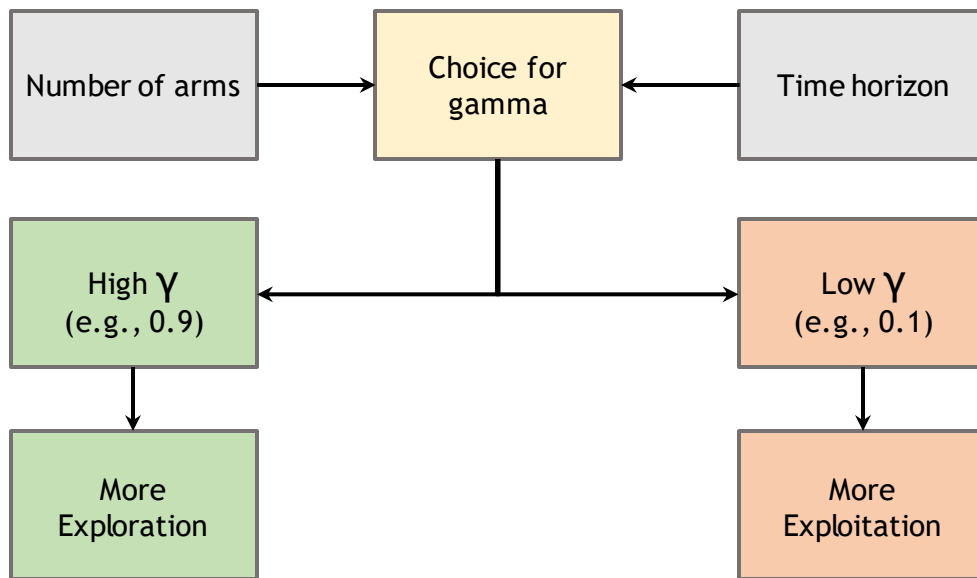 Number of arms
Choice for
gamma
Time horizon
High γ
(e.g., 0.9)
Low γ
(e.g., 0.1)
More
Exploration
More
Exploitation